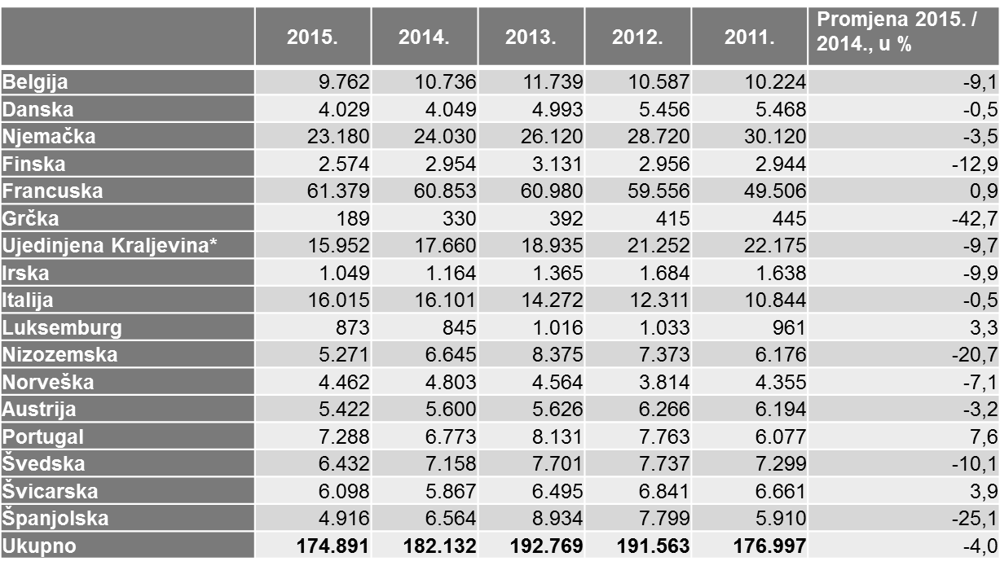 2015. 2014. 2013. 2012. 2011. Promjena 2015. /
2014., u %
Belgija 9.762 10.736 11.739 10.587 10.224 -9,1
Danska 4.029 4.049 4.993 5.456 5.468 -0,5
Njemačka 23.180 24.030 26.120 28.720 30.120 -3,5
Finska 2.574 2.954 3.131 2.956 2.944 -12,9
Francuska 61.379 60.853 60.980 59.556 49.506 0,9
Grčka 189 330 392 415 445 -42,7
Ujedinjena Kraljevina* 15.952 17.660 18.935 21.252 22.175 -9,7
Irska 1.049 1.164 1.365 1.684 1.638 -9,9
Italija 16.015 16.101 14.272 12.311 10.844 -0,5
Luksemburg 873 845 1.016 1.033 961 3,3
Nizozemska 5.271 6.645 8.375 7.373 6.176 -20,7
Norveška 4.462 4.803 4.564 3.814 4.355 -7,1
Austrija 5.422 5.600 5.626 6.266 6.194 -3,2
Portugal 7.288 6.773 8.131 7.763 6.077 7,6
Švedska 6.432 7.158 7.701 7.737 7.299 -10,1
Švicarska 6.098 5.867 6.495 6.841 6.661 3,9
Španjolska 4.916 6.564 8.934 7.799 5.910 -25,1
Ukupno 174.891 182.132 192.769 191.563 176.997 -4,0